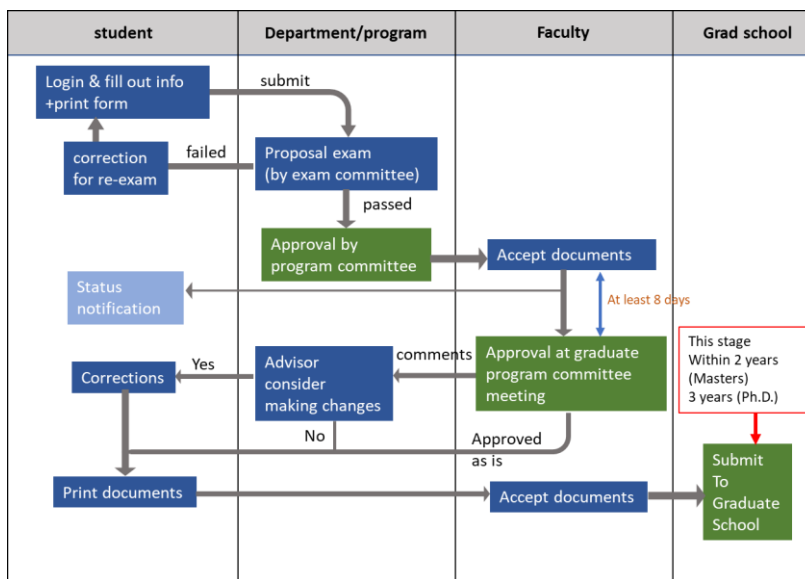 student
Department/program
Faculty
Grad school
Login & fill out info
+print form
submit
correction
for re-exam
failed
Proposal exam
(by exam committee)
passed
Approval by
program committee
Accept documents
Status
notification
At least 8 days
This stage
Within 2 years
(Masters)
3 years (Ph.D.)
Corrections
Yes
Advisor
consider
making changes
comments
Approval at graduate
program committee
meeting
No
Approved
as is
Print documents
Accept documents
Submit
To
Graduate
School